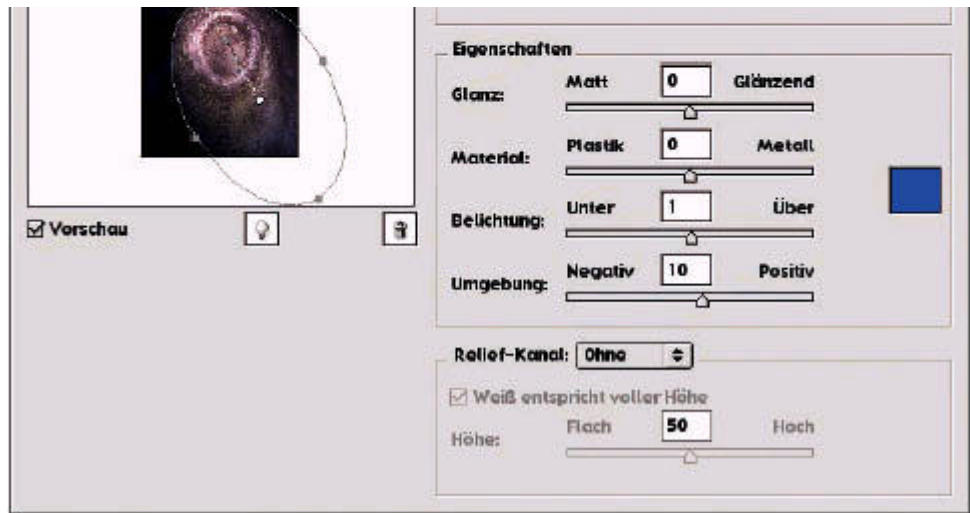 Eigenschaften
Glanz: Matt 0 Glänzend
Material: Plastik 0 Metall
Belichtung: Unter 1 Über
Umgebung: Negativ 10 Positiv
Vorschau
Relief-Kanal: Ohne
Weiß entspricht voller Höhe
Höhe: Flach 50 Hoch